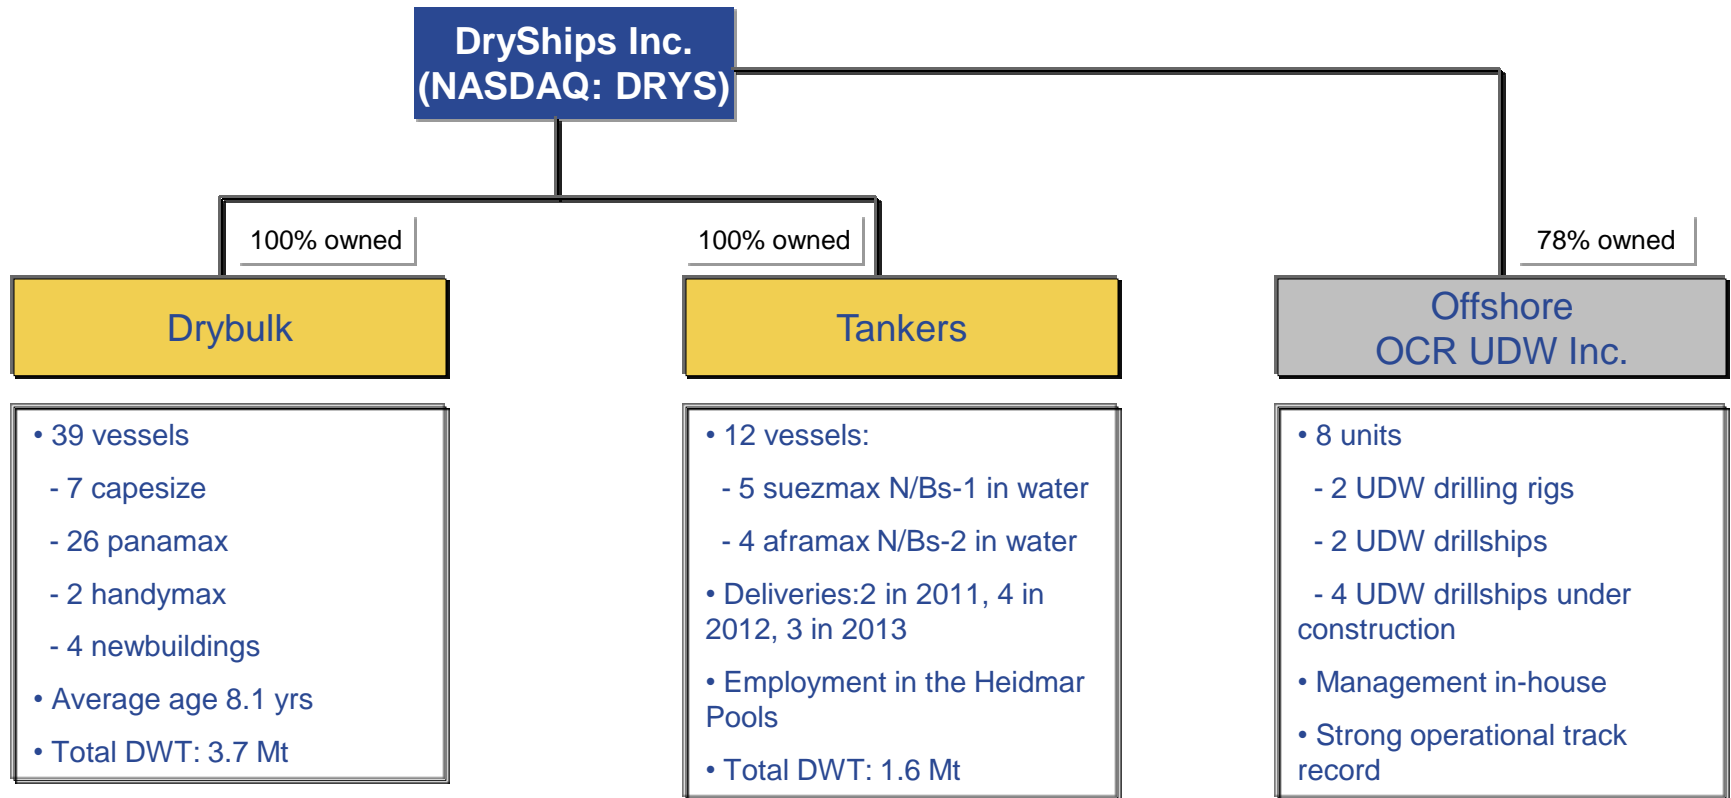 DryShips Inc.
(NASDAQ: DRYS)
100% owned
100% owned
78% owned
Drybulk
Tankers
Offshore
OCR UDW Inc.
• 39 vessels
- 7 capesize
- 26 panamax
- 2 handymax
- 4 newbuildings
• Average age 8.1 yrs
• Total DWT: 3.7 Mt
• 12 vessels:
- 5 suezmax N/Bs-1 in water
- 4 aframax N/Bs-2 in water
• Deliveries:2 in 2011, 4 in
2012, 3 in 2013
• Employment in the Heidmar
Pools
• Total DWT: 1.6 Mt
• 8 units
- 2 UDW drilling rigs
- 2 UDW drillships
- 4 UDW drillships under
construction
• Management in-house
• Strong operational track
record